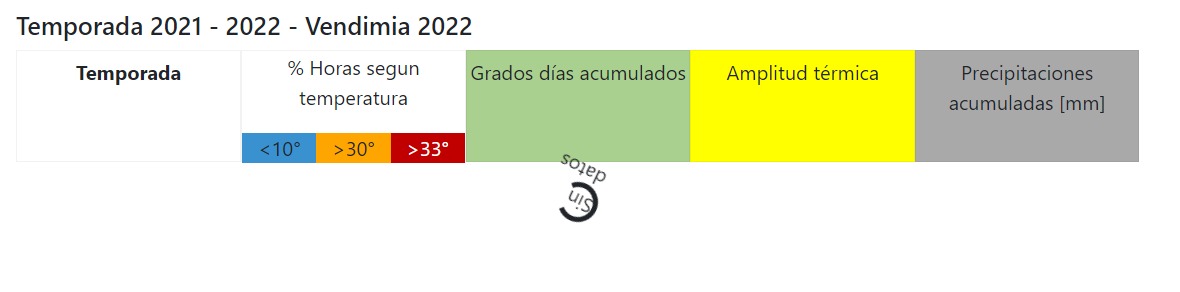 Temporada 2021 - 2022 - Vendimia 2022
Temporada
% Horas segun
temperatura
<10°
>30°
>33°
Grados días acumulados
Amplitud térmica
Precipitaciones
acumuladas [mm]
Sin
datos